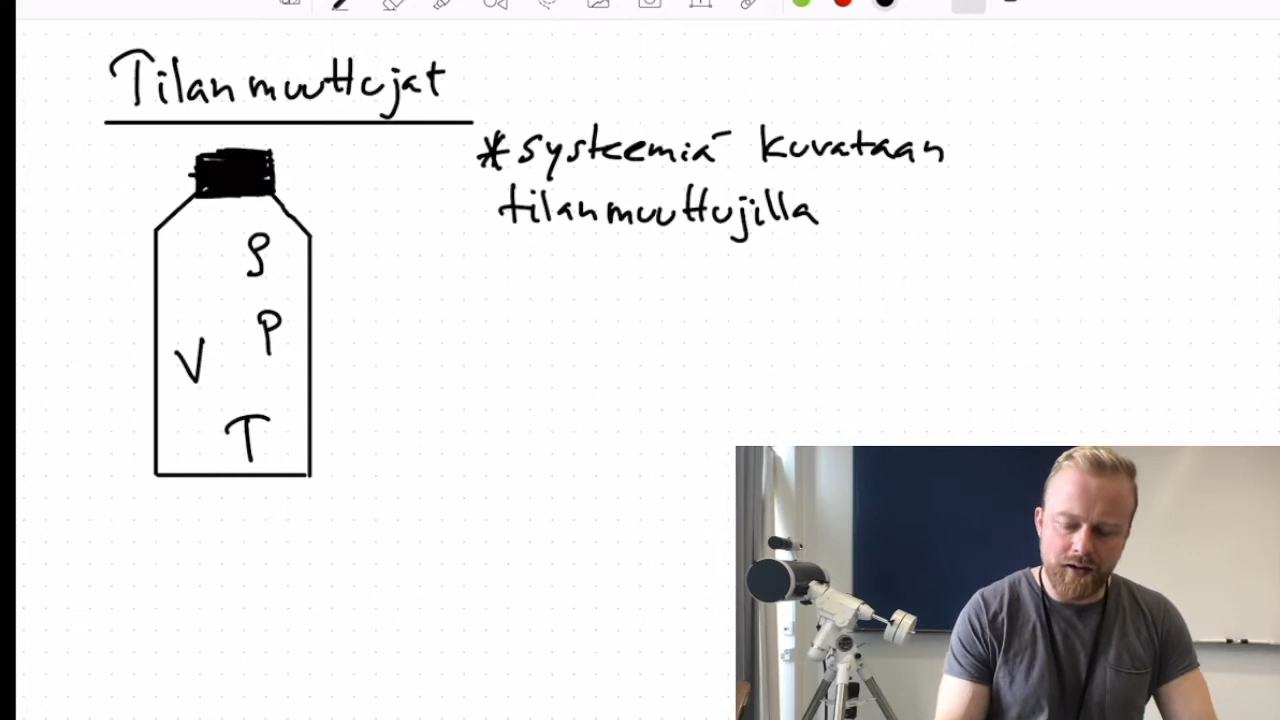 Tilanmuuttujat
* systeemiä kuvataan
tilanmuuttujilla
ρ
P
V
T